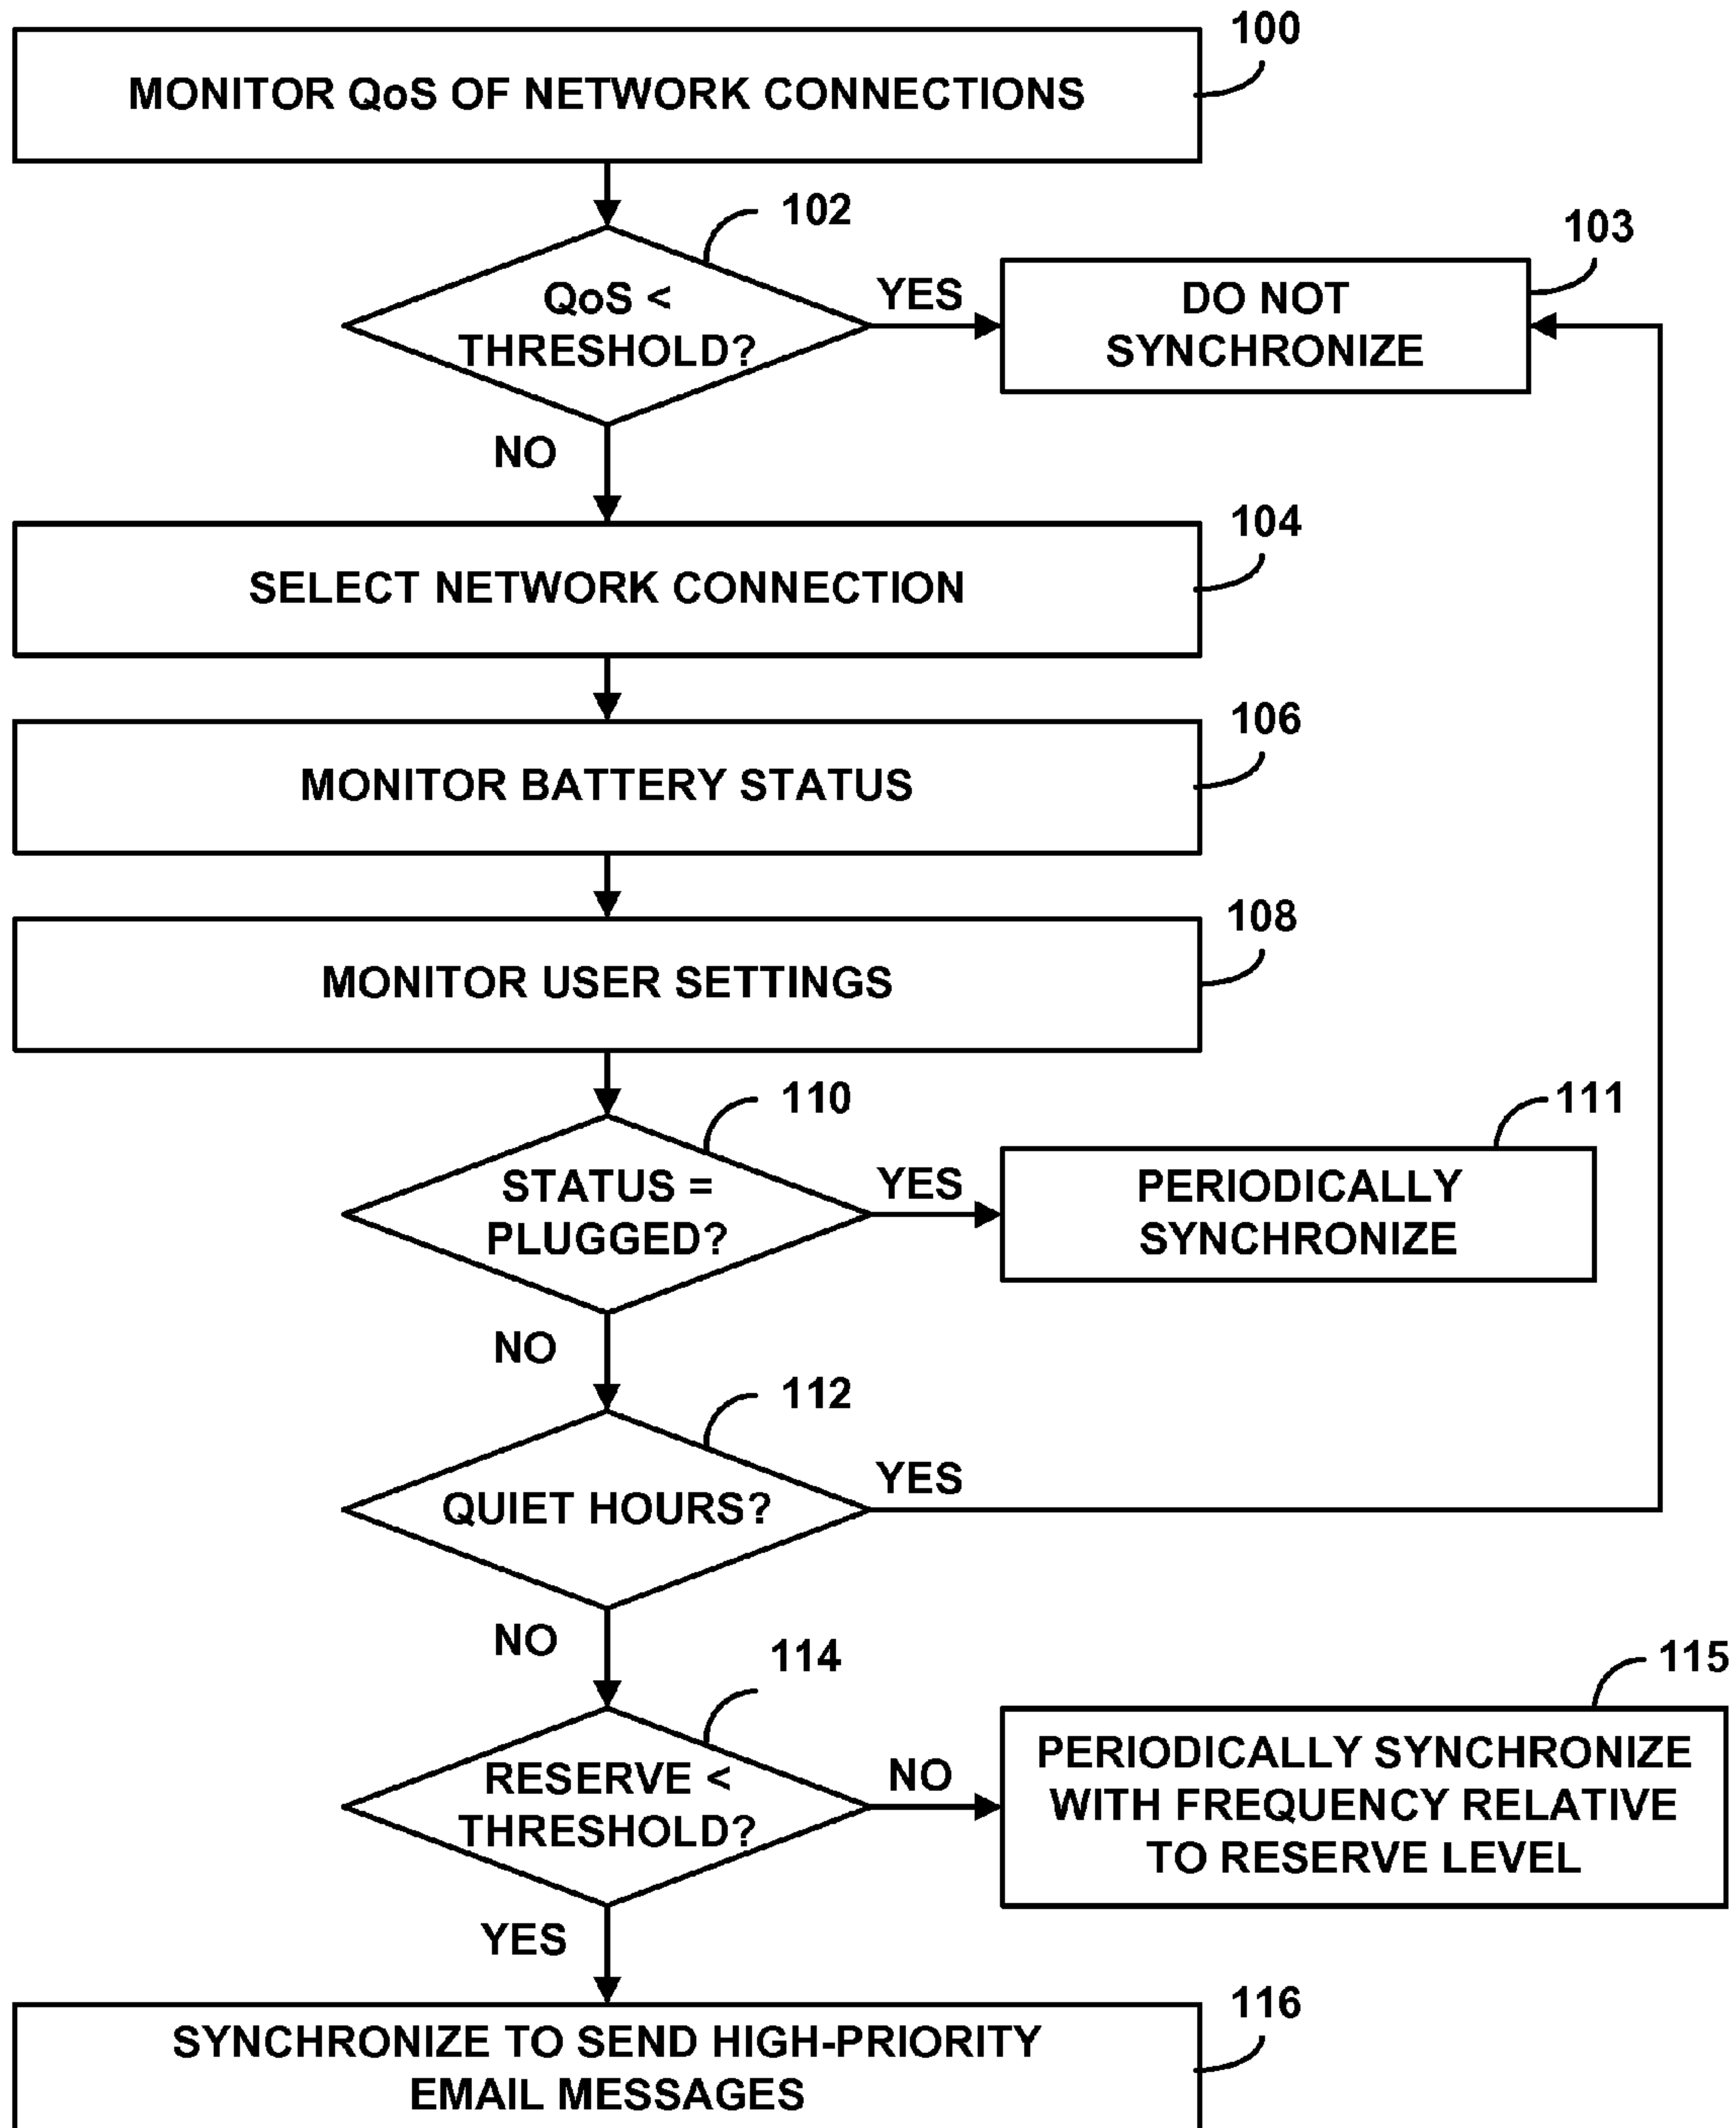 100
MONITOR QoS OF NETWORK CONNECTIONS
102
103
QoS <
THRESHOLD?
YES
DO NOT
SYNCHRONIZE
NO
104
SELECT NETWORK CONNECTION
106
MONITOR BATTERY STATUS
108
MONITOR USER SETTINGS
110
111
STATUS =
PLUGGED?
YES
PERIODICALLY
SYNCHRONIZE
NO
112
QUIET HOURS?
YES
NO
114
115
RESERVE <
THRESHOLD?
NO
PERIODICALLY SYNCHRONIZE
WITH FREQUENCY RELATIVE
TO RESERVE LEVEL
YES
116
SYNCHRONIZE TO SEND HIGH-PRIORITY
EMAIL MESSAGES